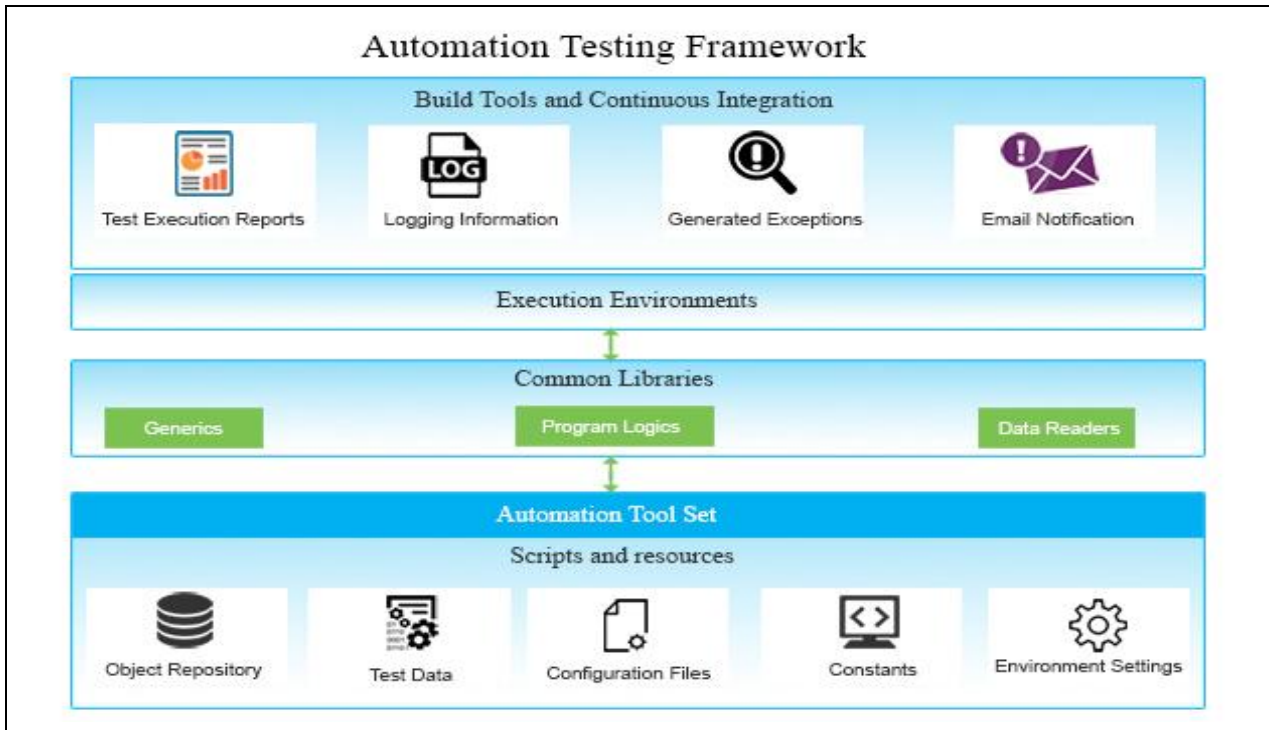 Automation Testing Framework
Build Tools and Continuous Integration
LOG
Test Execution Reports
Logging Information
Generated Exceptions
Email Notification
Execution Environments
Common Libraries
Generics
Program Logics
Data Readers
Automation Tool Set
Scripts and resources
Object Repository
Test Data
Configuration Files
Constants
Environment Settings